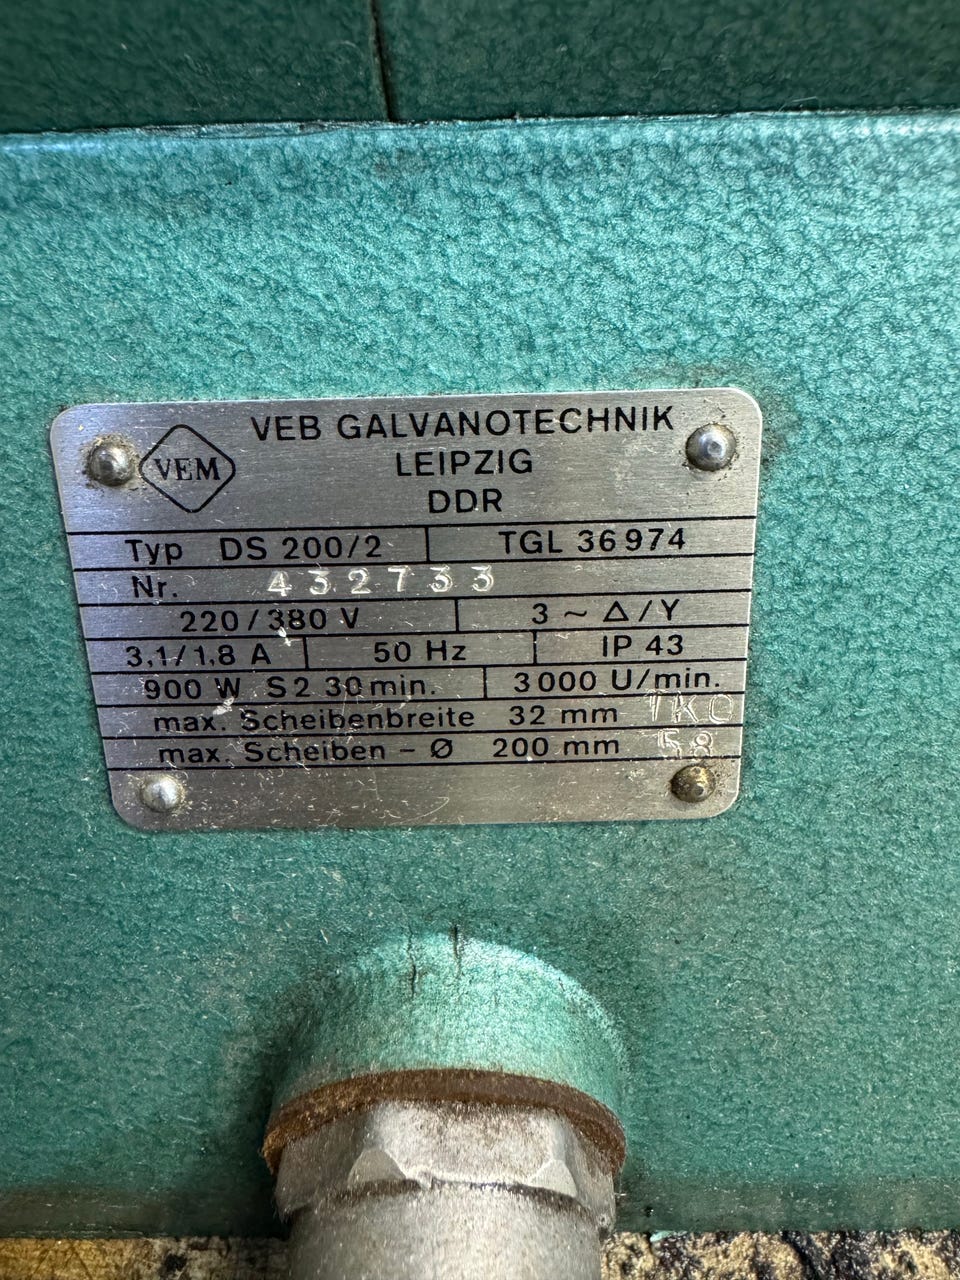 VEB GALVANOTECHNIK
VEM LEIPZIG
DDR
Typ DS 200/2 TGL 36974
Nr. 432733
220/380 V 3 ~ Δ/Y
3,1/1,8 A 50 Hz IP 43
900 W S2 30 min. 3000 U/min.
max. Scheibenbreite 32 mm TKO
max. Scheiben - Ø 200 mm 58